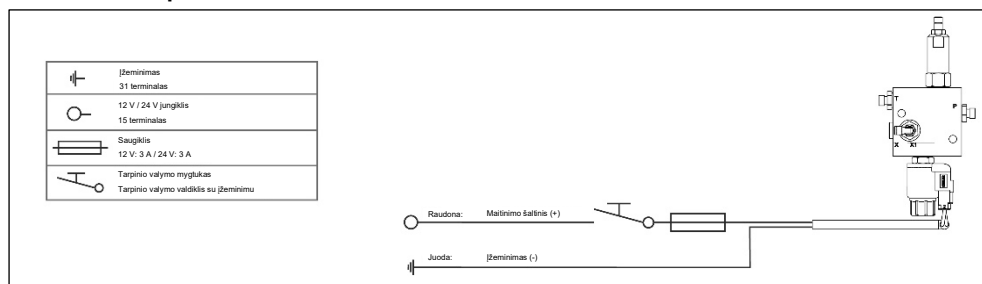 Įžeminimas
31 terminalas
12 V / 24 V jungiklis
15 terminalas
Saugiklis
12 V: 3 A / 24 V: 3 A
Tarpinio valymo mygtukas
Tarpinio valymo valdiklis su įžeminimu
T
P
X X1
Raudona: Maitinimo šaltinis (+)
Juoda: Įžeminimas (-)